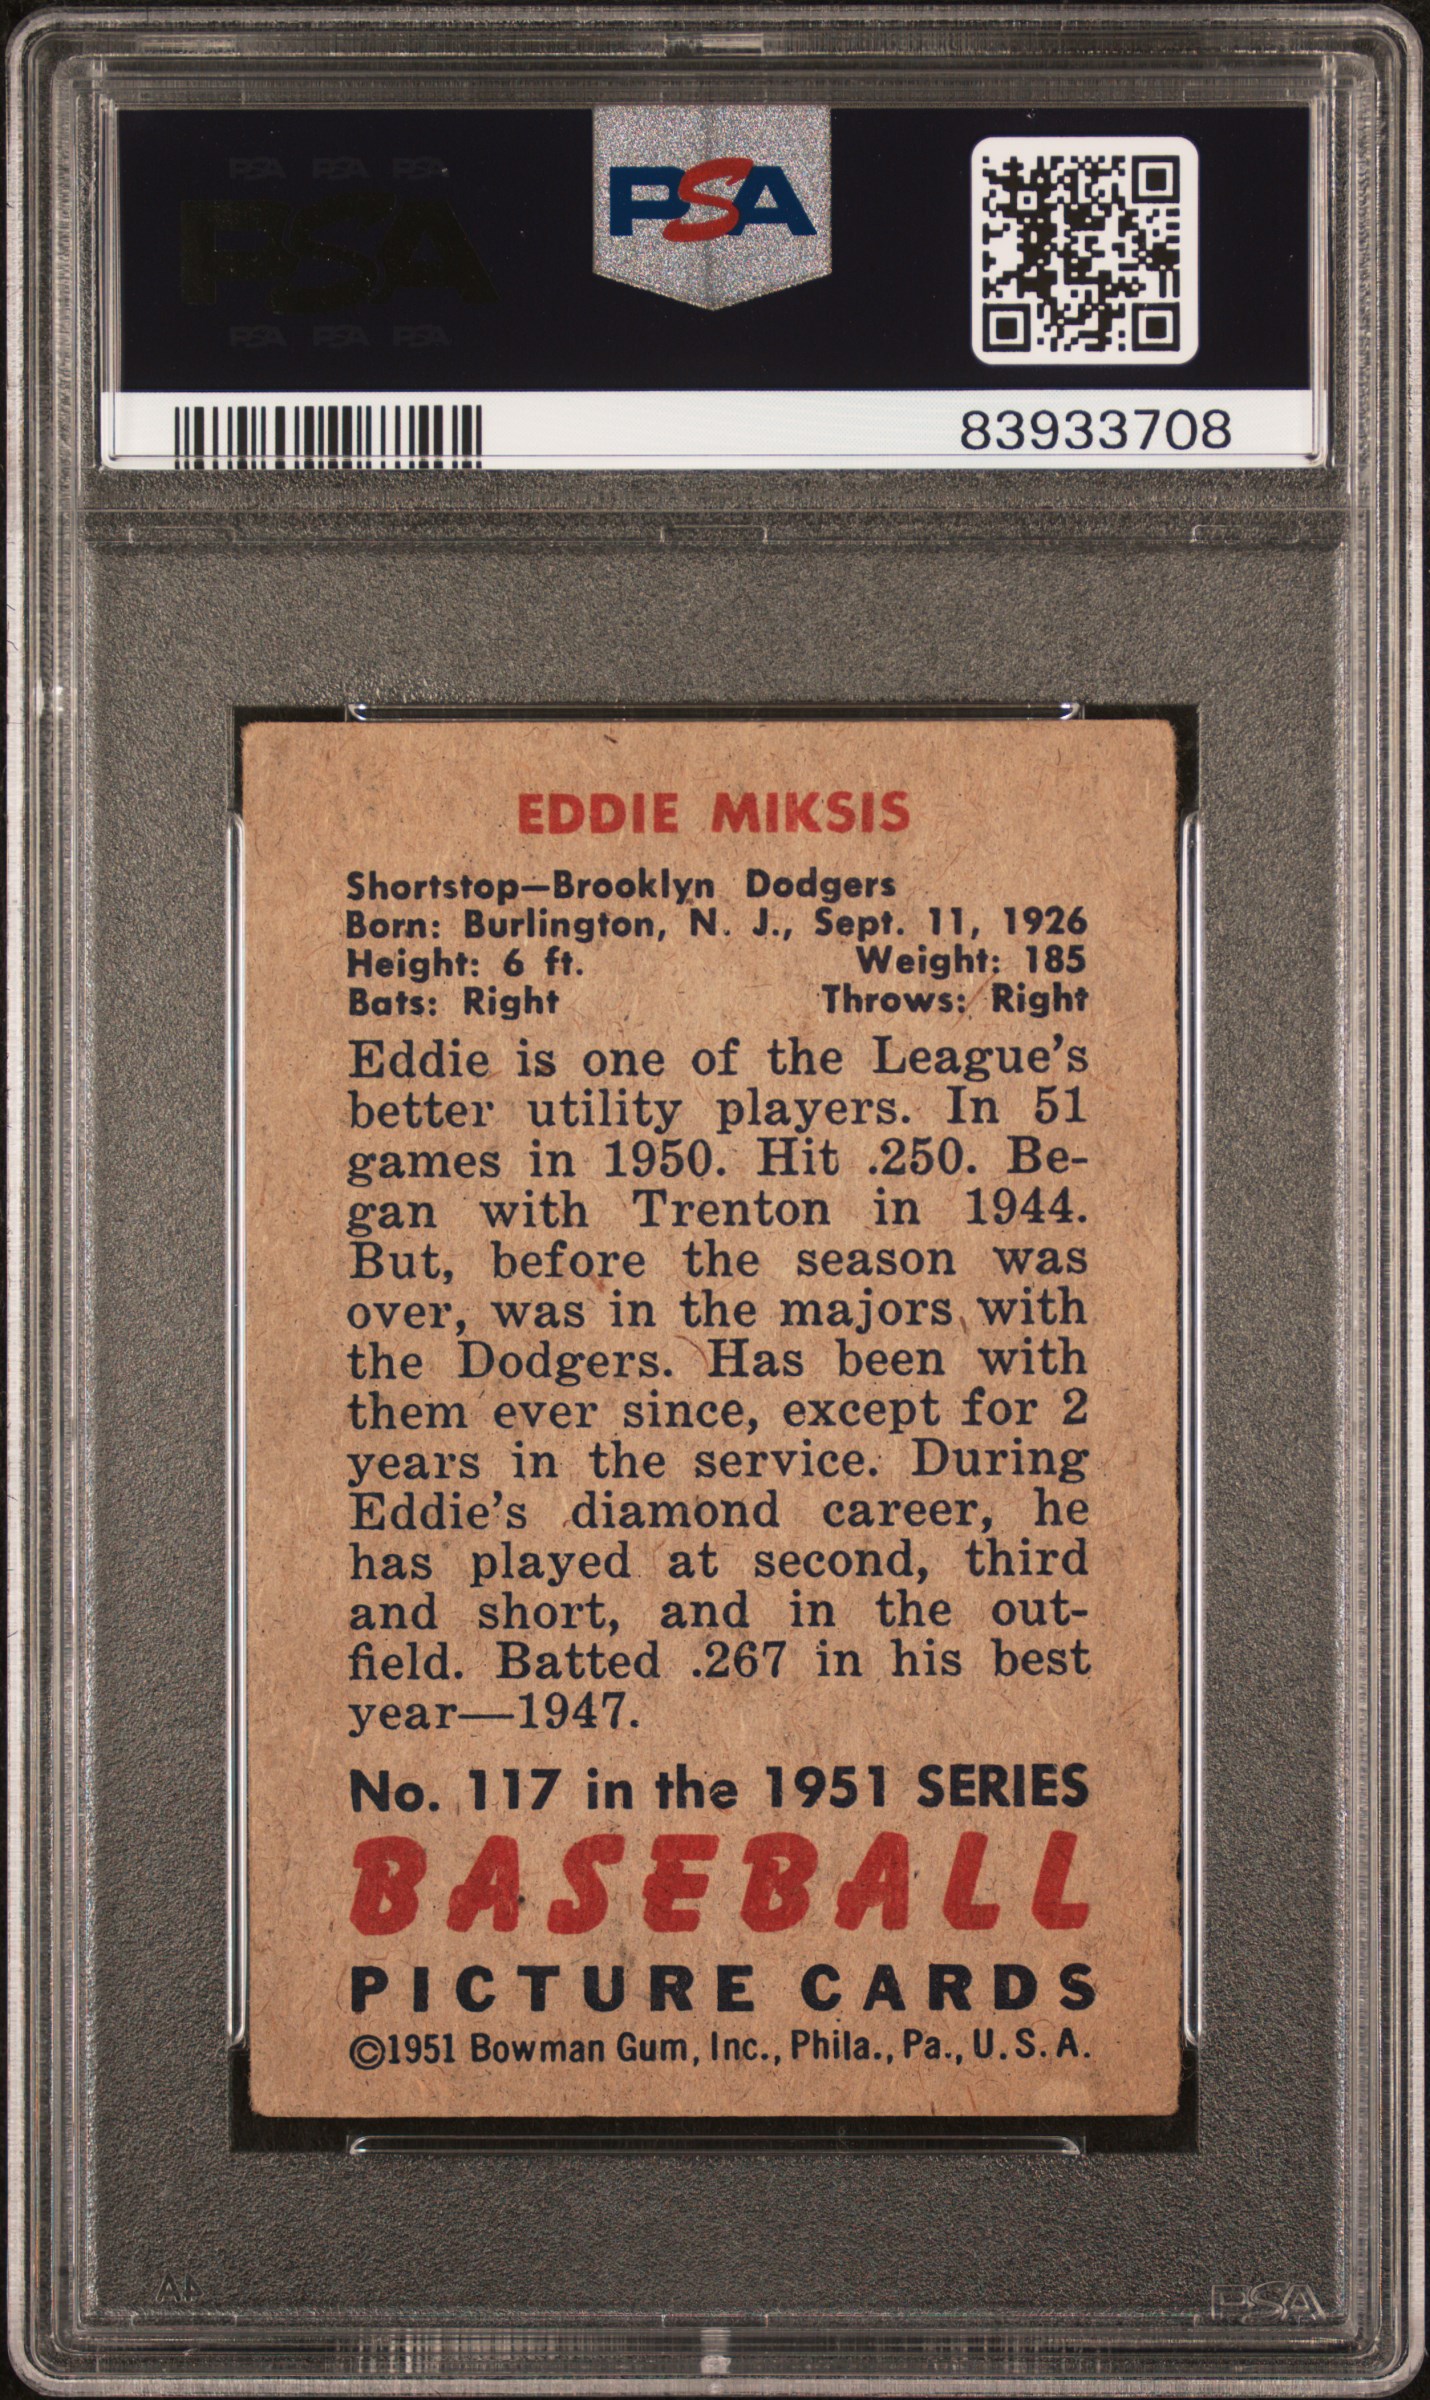 PSA PSA PSA
PSA
PSA PSA PSA
PSA
83933708
EDDIE MIKSIS
Shortstop—Brooklyn Dodgers
Born: Burlington, N. J., Sept. 11, 1926
Height: 6 ft. Weight: 185
Bats: Right Throws: Right
Eddie is one of the League's
better utility players. In 51
games in 1950. Hit .250. Be-
gan with Trenton in 1944.
But, before the season was
over, was in the majors with
the Dodgers. Has been with
them ever since, except for 2
years in the service. During
Eddie's diamond career, he
has played at second, third
and short, and in the out-
field. Batted .267 in his best
year—1947.
No. 117 in the 1951 SERIES
BASEBALL
PICTURE CARDS
©1951 Bowman Gum, Inc., Phila., Pa., U.S.A.
PSA